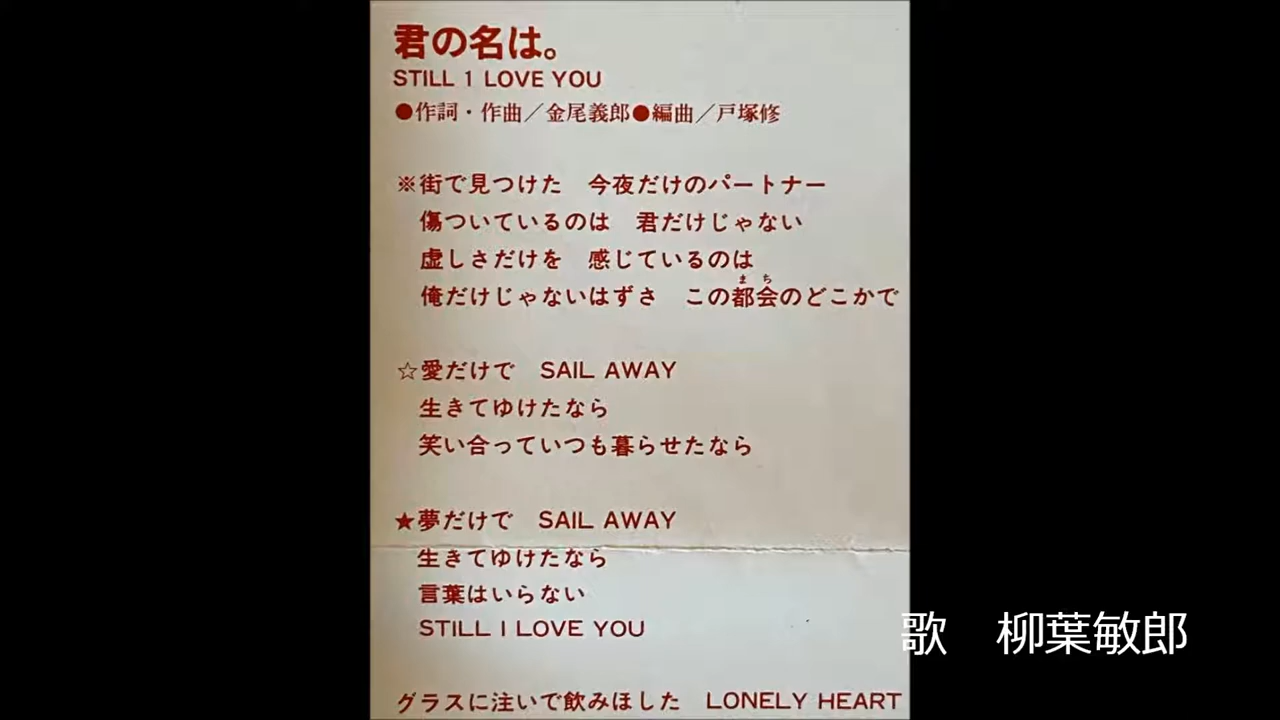 君の名は。
STILL 1 LOVE YOU
●作詞・作曲／金尾義郎●編曲／戸塚修
※街で見つけた　今夜だけのパートナー
傷ついているのは　君だけじゃない
虚しさだけを　感じているのは
まち
俺だけじゃないはずさ　この都会のどこかで
☆愛だけで　SAIL AWAY
生きてゆけたなら
笑い合っていつも暮らせたなら
★夢だけで　SAIL AWAY
生きてゆけたなら
言葉はいらない
STILL I LOVE YOU
歌　柳葉敏郎
グラスに注いで飲みほした　LONELY HEART